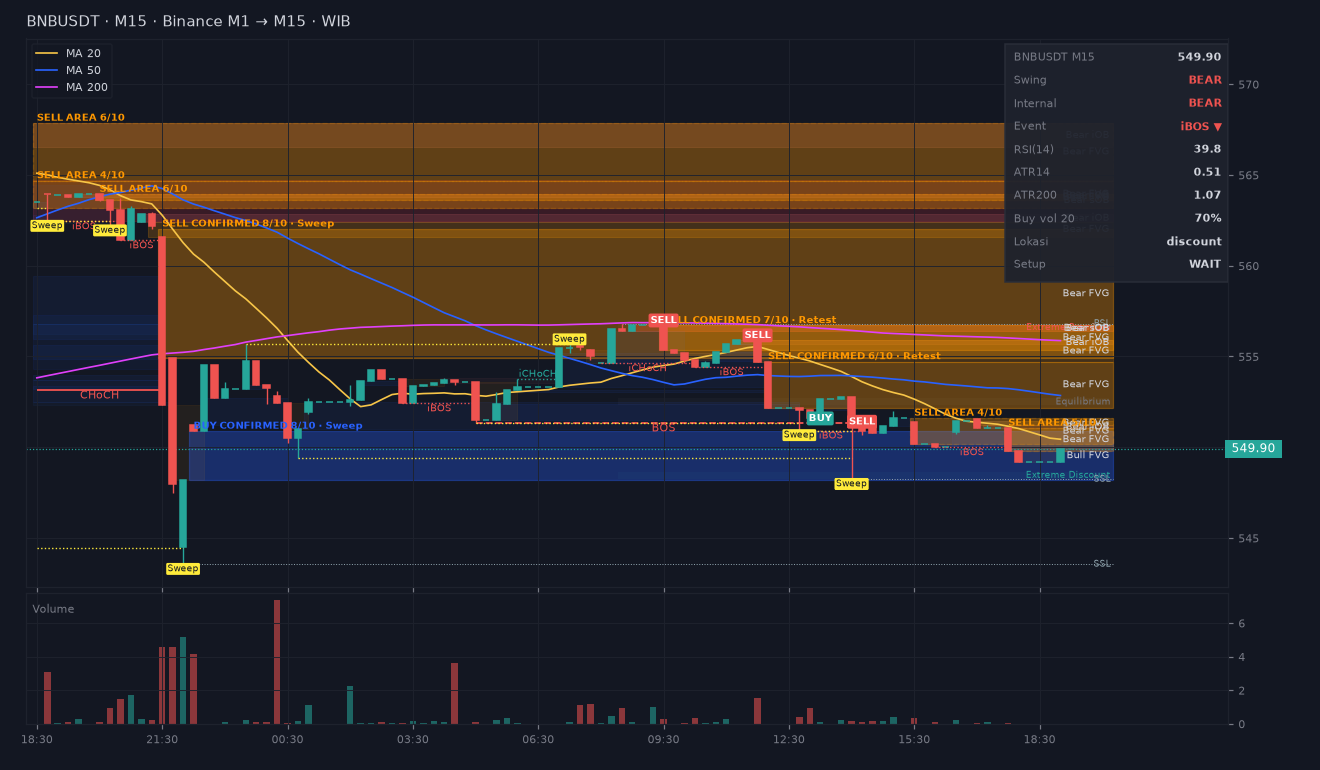 BNBUSDT · M15 · Binance M1 → M15 · WIB
MA 20
MA 50
MA 200
BNBUSDT M15 549.90
Swing BEAR
Internal BEAR
Event iBOS ▼
RSI(14) 39.8
ATR14 0.51
ATR200 1.07
Buy vol 20 70%
Lokasi discount
Setup WAIT
570
565
560
555
549.90
545
SELL AREA 6/10
SELL AREA 4/10
SELL AREA 6/10
SELL CONFIRMED 8/10 · Sweep
Sweep
iBOS
Sweep
iBOS
Bear FVG
BSL
SELL
CONFIRMED 7/10 · Retest
SELL
Sweep
Bear FVG
Bear FVG
CONFIRMED 6/10 · Retest
iCHoCH
iBOS
iCHoCH
Bear FVG
CHoCH
Equilibrium
iBOS
BUY
SELL
SELL AREA 4/10
BUY CONFIRMED 8/10 · Sweep
BOS
Sweep
iBOS
Bear FVG
iBOS
Bull FVG
Extreme Discount
SSL
Sweep
SSL
Sweep
Volume
6
4
2
0
18:30
21:30
00:30
03:30
06:30
09:30
12:30
15:30
18:30